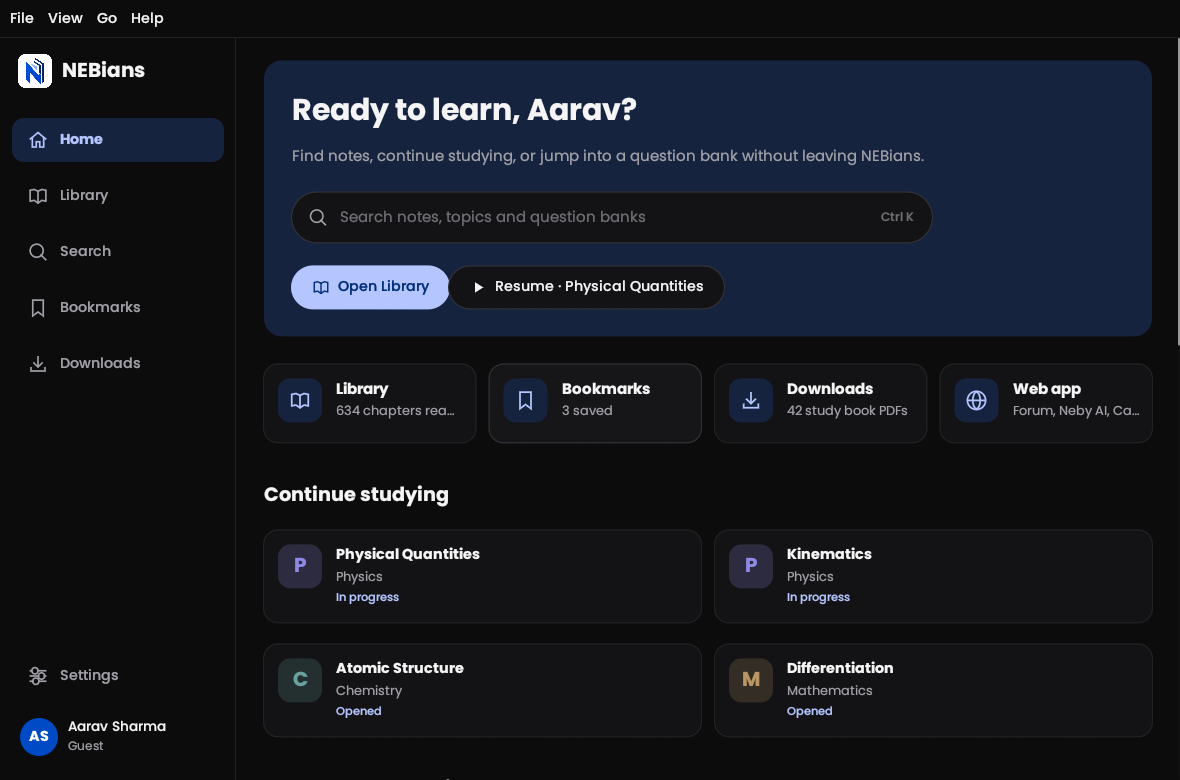 File View Go Help
NEBians
Home
Library
Search
Bookmarks
Downloads
Settings
AS
Aarav Sharma
Guest
Ready to learn, Aarav?
Find notes, continue studying, or jump into a question bank without leaving NEBians.
Search notes, topics and question banks Ctrl K
Open Library
Resume · Physical Quantities
Library
634 chapters rea...
Bookmarks
3 saved
Downloads
42 study book PDFs
Web app
Forum, Neby AI, Ca...
Continue studying
P
Physical Quantities
Physics
In progress
P
Kinematics
Physics
In progress
C
Atomic Structure
Chemistry
Opened
M
Differentiation
Mathematics
Opened